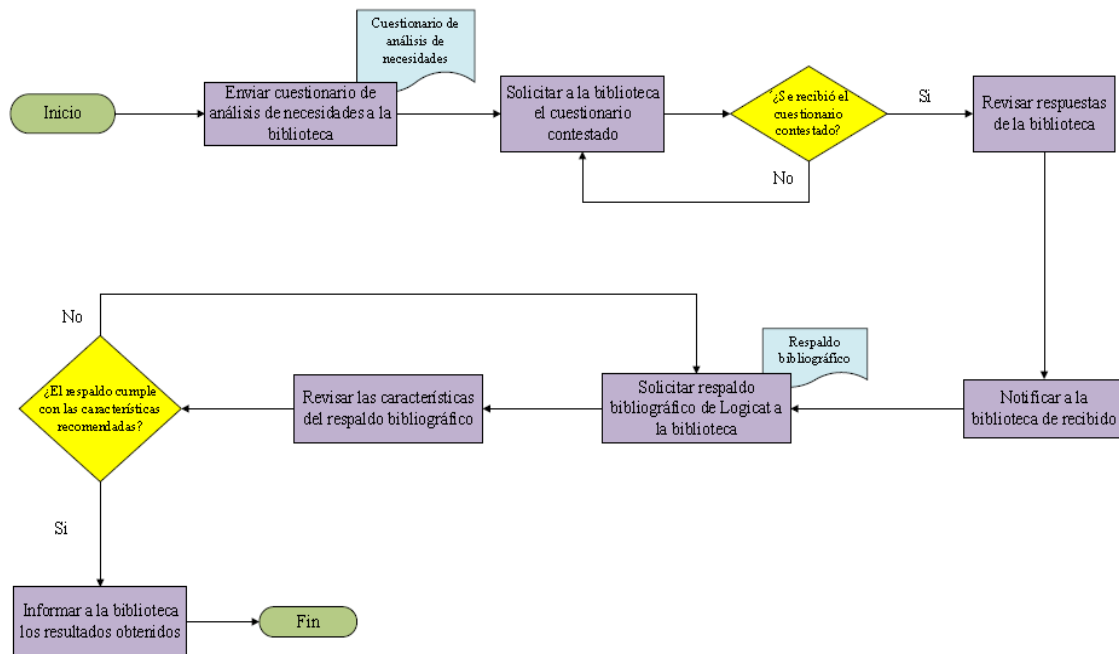 Cuestionario de
análisis de
necesidades
Inicio
Enviar cuestionario de
análisis de necesidades a la
biblioteca
Solicitar a la biblioteca
el cuestionario
contestado
¿Se recibió el
cuestionario
contestado?
Si
Revisar respuestas
de la biblioteca
No
No
Respaldo
bibliográfico
¿El respaldo cumple
con las características
recomendadas?
Revisar las características
del respaldo bibliográfico
Solicitar respaldo
bibliográfico de Logicat a
la biblioteca
Notificar a la
biblioteca de recibido
Si
Informar a la biblioteca
los resultados obtenidos
Fin